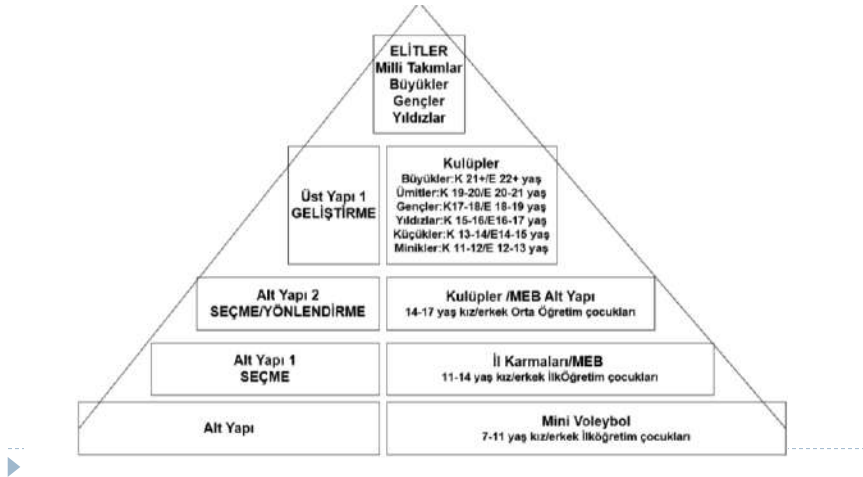 ELİTLER
Milli Takımlar
Büyükler
Gençler
Yıldızlar
Üst Yapı 1
GELİŞTİRME
Kulüpler
Büyükler:K 21+/E 22+ yaş
Ümitler:K 19-20/E 20-21 yaş
Gençler:K17-18/E 18-19 yaş
Yıldızlar:K 15-16/E16-17 yaş
Küçükler:K 13-14/E14-15 yaş
Minikler:K 11-12/E 12-13 yaş
Alt Yapı 2
SEÇME/YÖNLENDİRME
Kulüpler /MEB Alt Yapı
14-17 yaş kız/erkek Orta Öğretim çocukları
Alt Yapı 1
SEÇME
İl Karmaları/MEB
11-14 yaş kız/erkek İlkÖğretim çocukları
Alt Yapı
Mini Voleybol
7-11 yaş kız/erkek İlköğretim çocukları